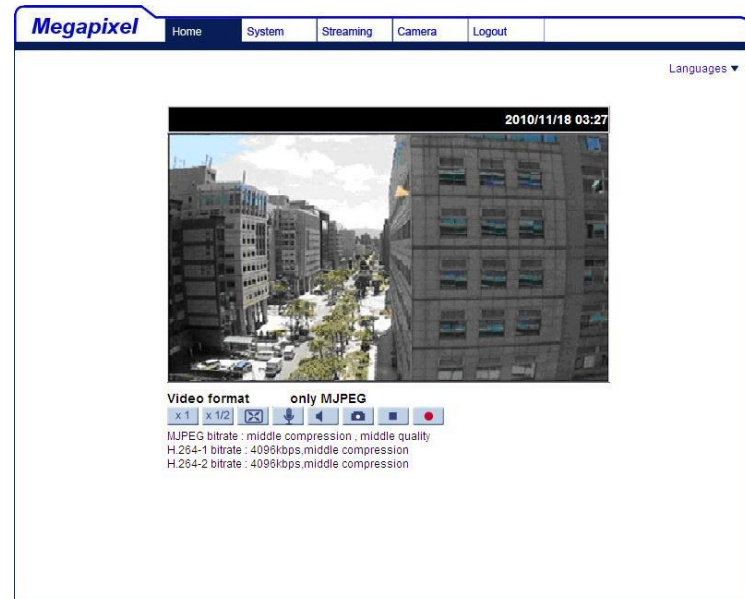 Megapixel
Home System Streaming Camera Logout
Languages ▼
2010/11/18 03:27
Video format only MJPEG
x 1 x 1/2
MJPEG bitrate : middle compression , middle quality
H.264-1 bitrate : 4096kbps,middle compression
H.264-2 bitrate : 4096kbps,middle compression